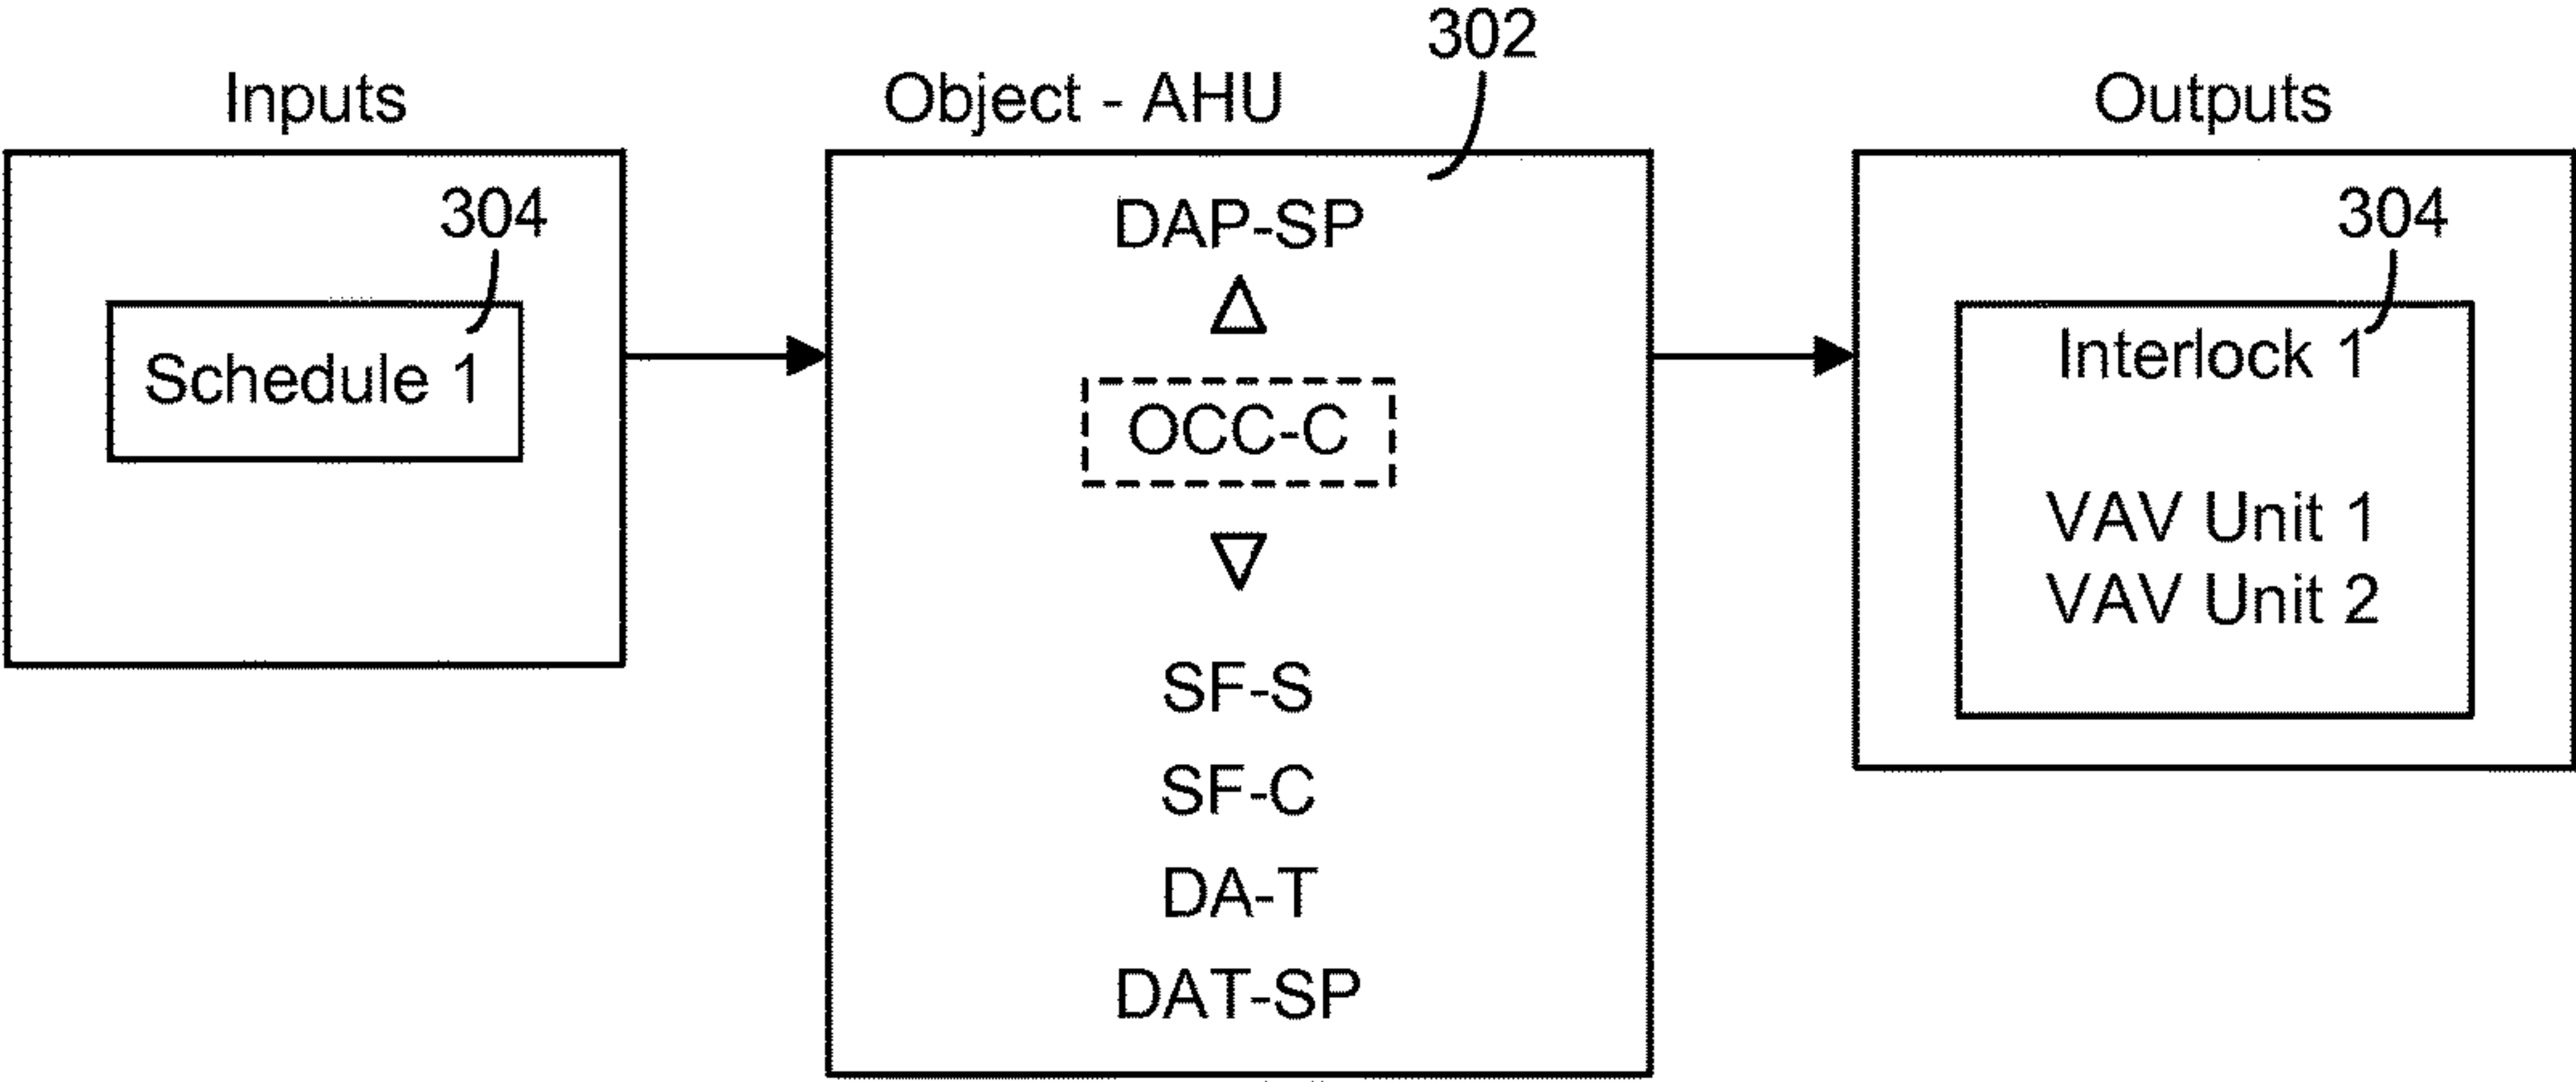 302
Inputs
Object - AHU
Outputs
304
Schedule 1
DAP-SP
OCC-C
SF-S
SF-C
DA-T
DAT-SP
304
Interlock 1
VAV Unit 1
VAV Unit 2